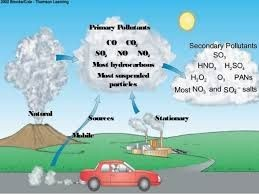 2002 Brooks/Cole - Thomson Learning
Primary Pollutants
CO CO₂
SO₂ NO NO₂
Most hydrocarbons
Most suspended
particles
Secondary Pollutants
SO₃
HNO₃ H₂SO₄
H₂O₂ O₃ PANs
Most NO₃⁻ and SO₄⁻ salts
Natural
Sources
Stationary
Mobile